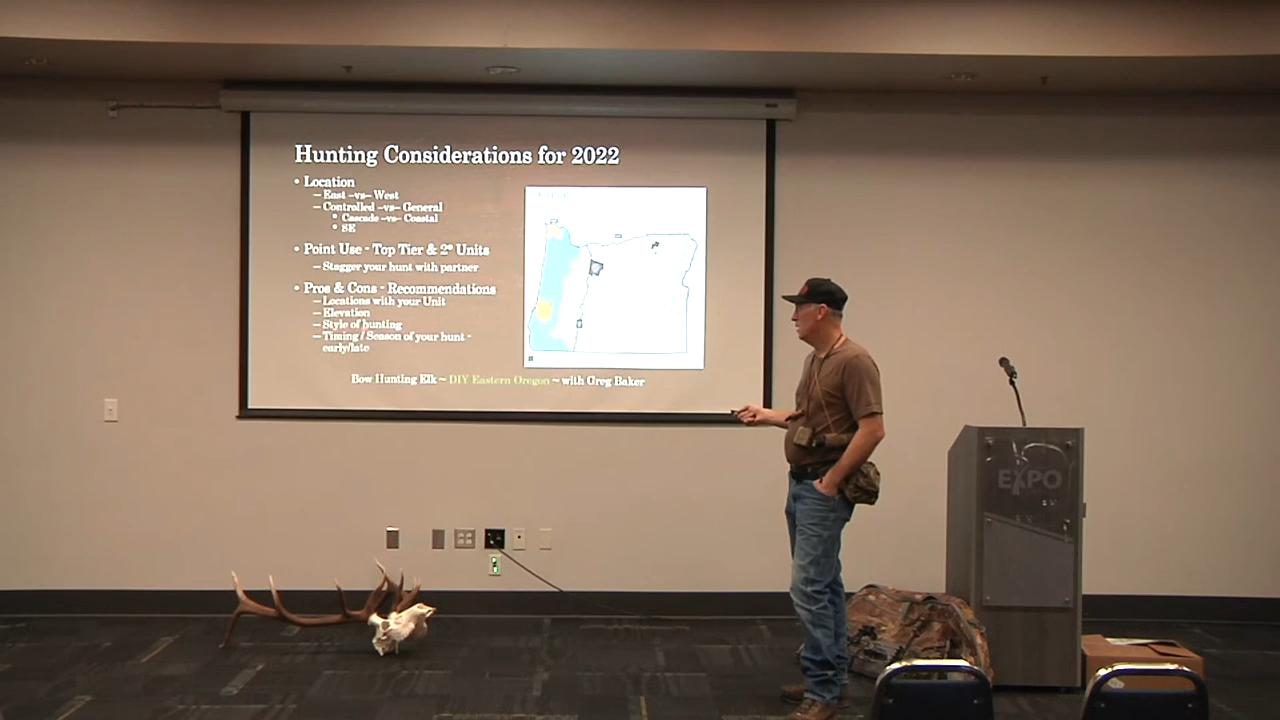 Hunting Considerations for 2022
• Location
– East –vs– West
– Controlled –vs– General
• Cascade –vs– Coastal
• SE
• Point Use - Top Tier & 2° Units
– Stagger your hunt with partner
• Pros & Cons - Recommendations
– Locations with your Unit
– Elevation
– Style of hunting
– Timing / Season of your hunt -
early/late
Bow Hunting Elk ~ DIY Eastern Oregon ~ with Greg Baker
EXPO